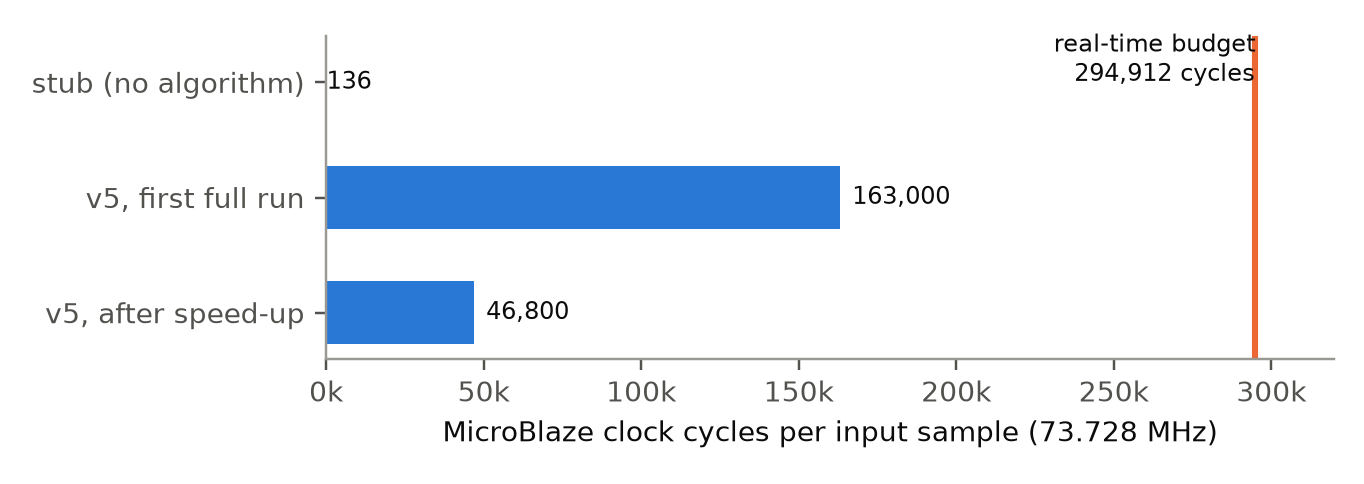 real-time budget
294,912 cycles
stub (no algorithm)
136
v5, first full run
163,000
v5, after speed-up
46,800
0k 50k 100k 150k 200k 250k 300k
MicroBlaze clock cycles per input sample (73.728 MHz)